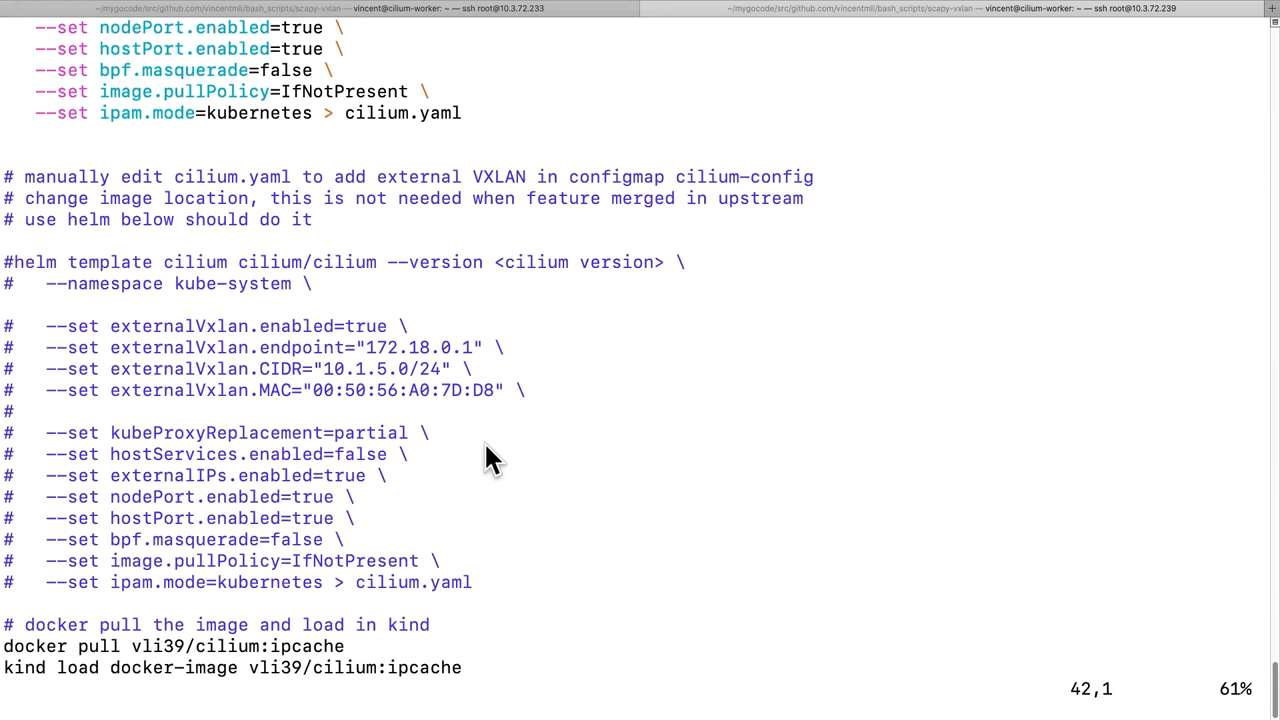 ~/mygocode/src/github.com/vincentmli/bash_scripts/scapy-vxlan — vincent@cilium-worker: ~ — ssh root@10.3.72.233
~/mygocode/src/github.com/vincentmli/bash_scripts/scapy-vxlan — vincent@cilium-worker: ~ — ssh root@10.3.72.239
--set nodePort.enabled=true \
--set hostPort.enabled=true \
--set bpf.masquerade=false \
--set image.pullPolicy=IfNotPresent \
--set ipam.mode=kubernetes > cilium.yaml
# manually edit cilium.yaml to add external VXLAN in configmap cilium-config
# change image location, this is not needed when feature merged in upstream
# use helm below should do it
#helm template cilium cilium/cilium --version <cilium version> \
#   --namespace kube-system \
#   --set externalVxlan.enabled=true \
#   --set externalVxlan.endpoint="172.18.0.1" \
#   --set externalVxlan.CIDR="10.1.5.0/24" \
#   --set externalVxlan.MAC="00:50:56:A0:7D:D8" \
#
#   --set kubeProxyReplacement=partial \
#   --set hostServices.enabled=false \
#   --set externalIPs.enabled=true \
#   --set nodePort.enabled=true \
#   --set hostPort.enabled=true \
#   --set bpf.masquerade=false \
#   --set image.pullPolicy=IfNotPresent \
#   --set ipam.mode=kubernetes > cilium.yaml
# docker pull the image and load in kind
docker pull vli39/cilium:ipcache
kind load docker-image vli39/cilium:ipcache
42,1 61%